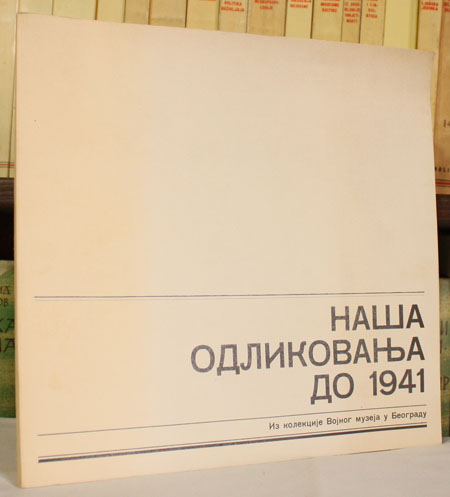 НАША
ОДЛИКОВАЊА
ДО 1941
Из колекције Војног музеја у Београду